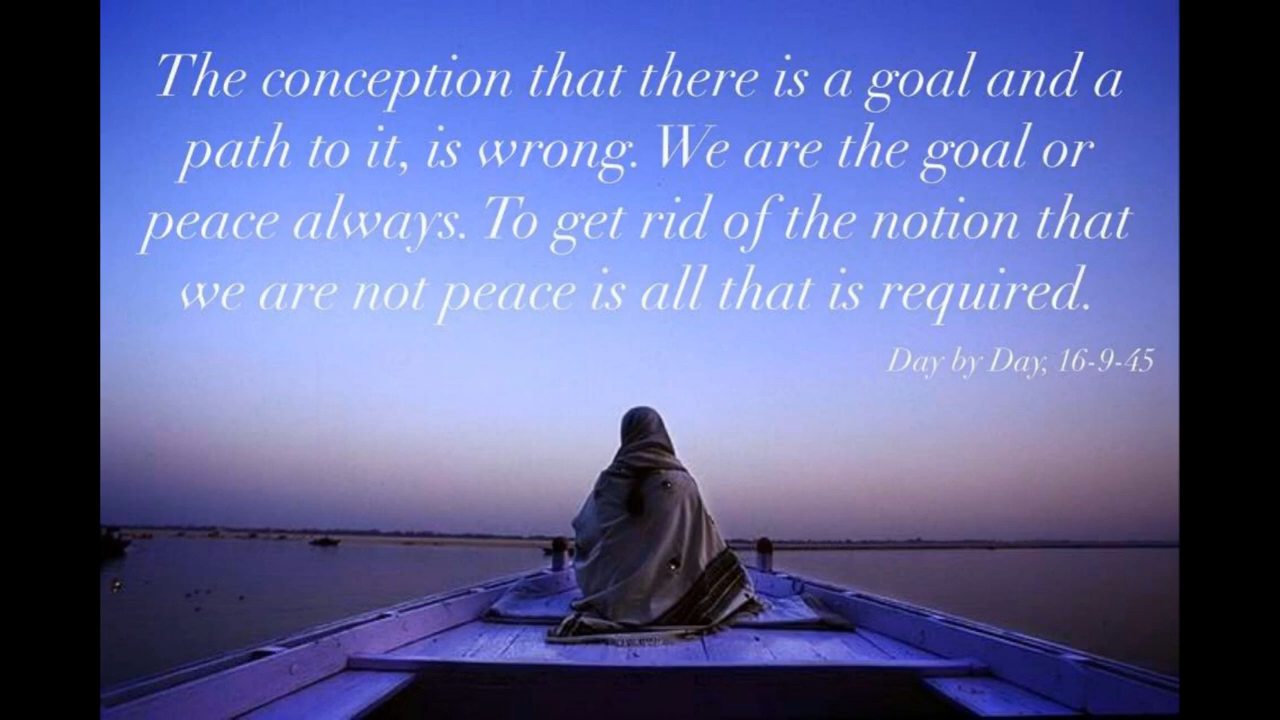 The conception that there is a goal and a
path to it, is wrong. We are the goal or
peace always. To get rid of the notion that
we are not peace is all that is required.
Day by Day, 16-9-45